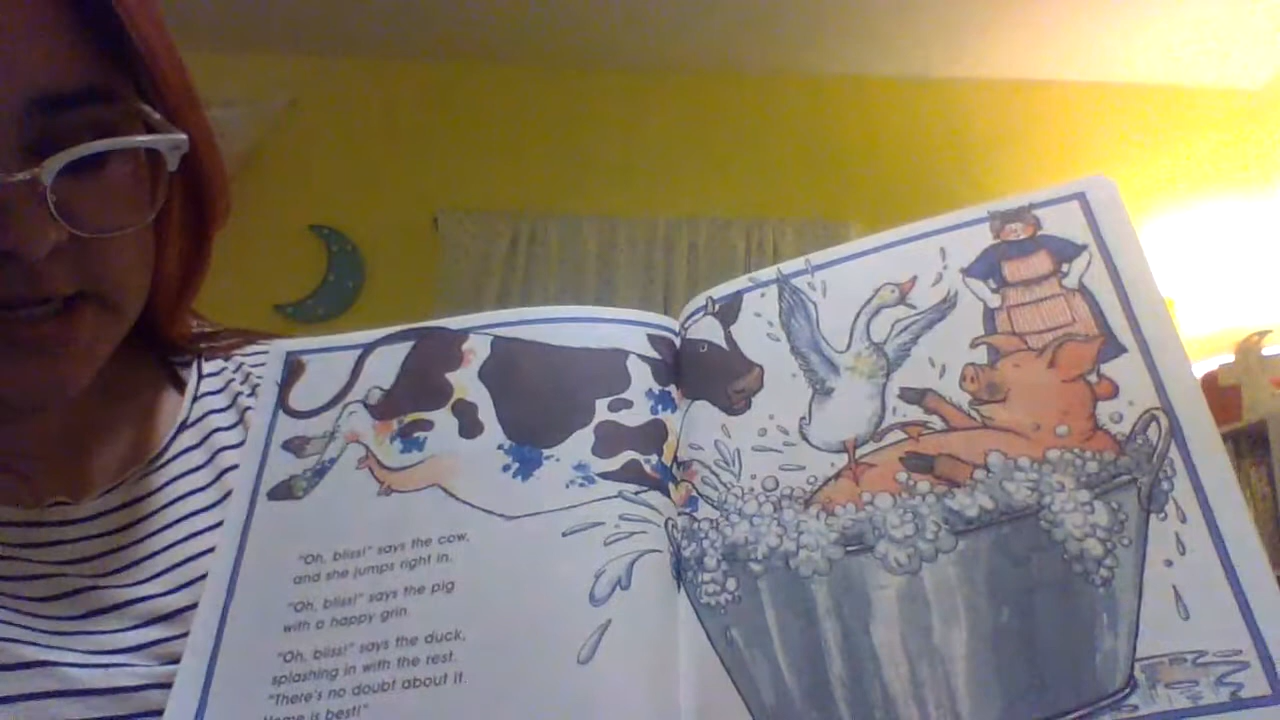 "Oh, bliss!" says the cow,
and she jumps right in.
"Oh, bliss!" says the pig
with a happy grin.
"Oh, bliss!" says the duck,
splashing in with the rest.
"There's no doubt about it.
Home is best!"